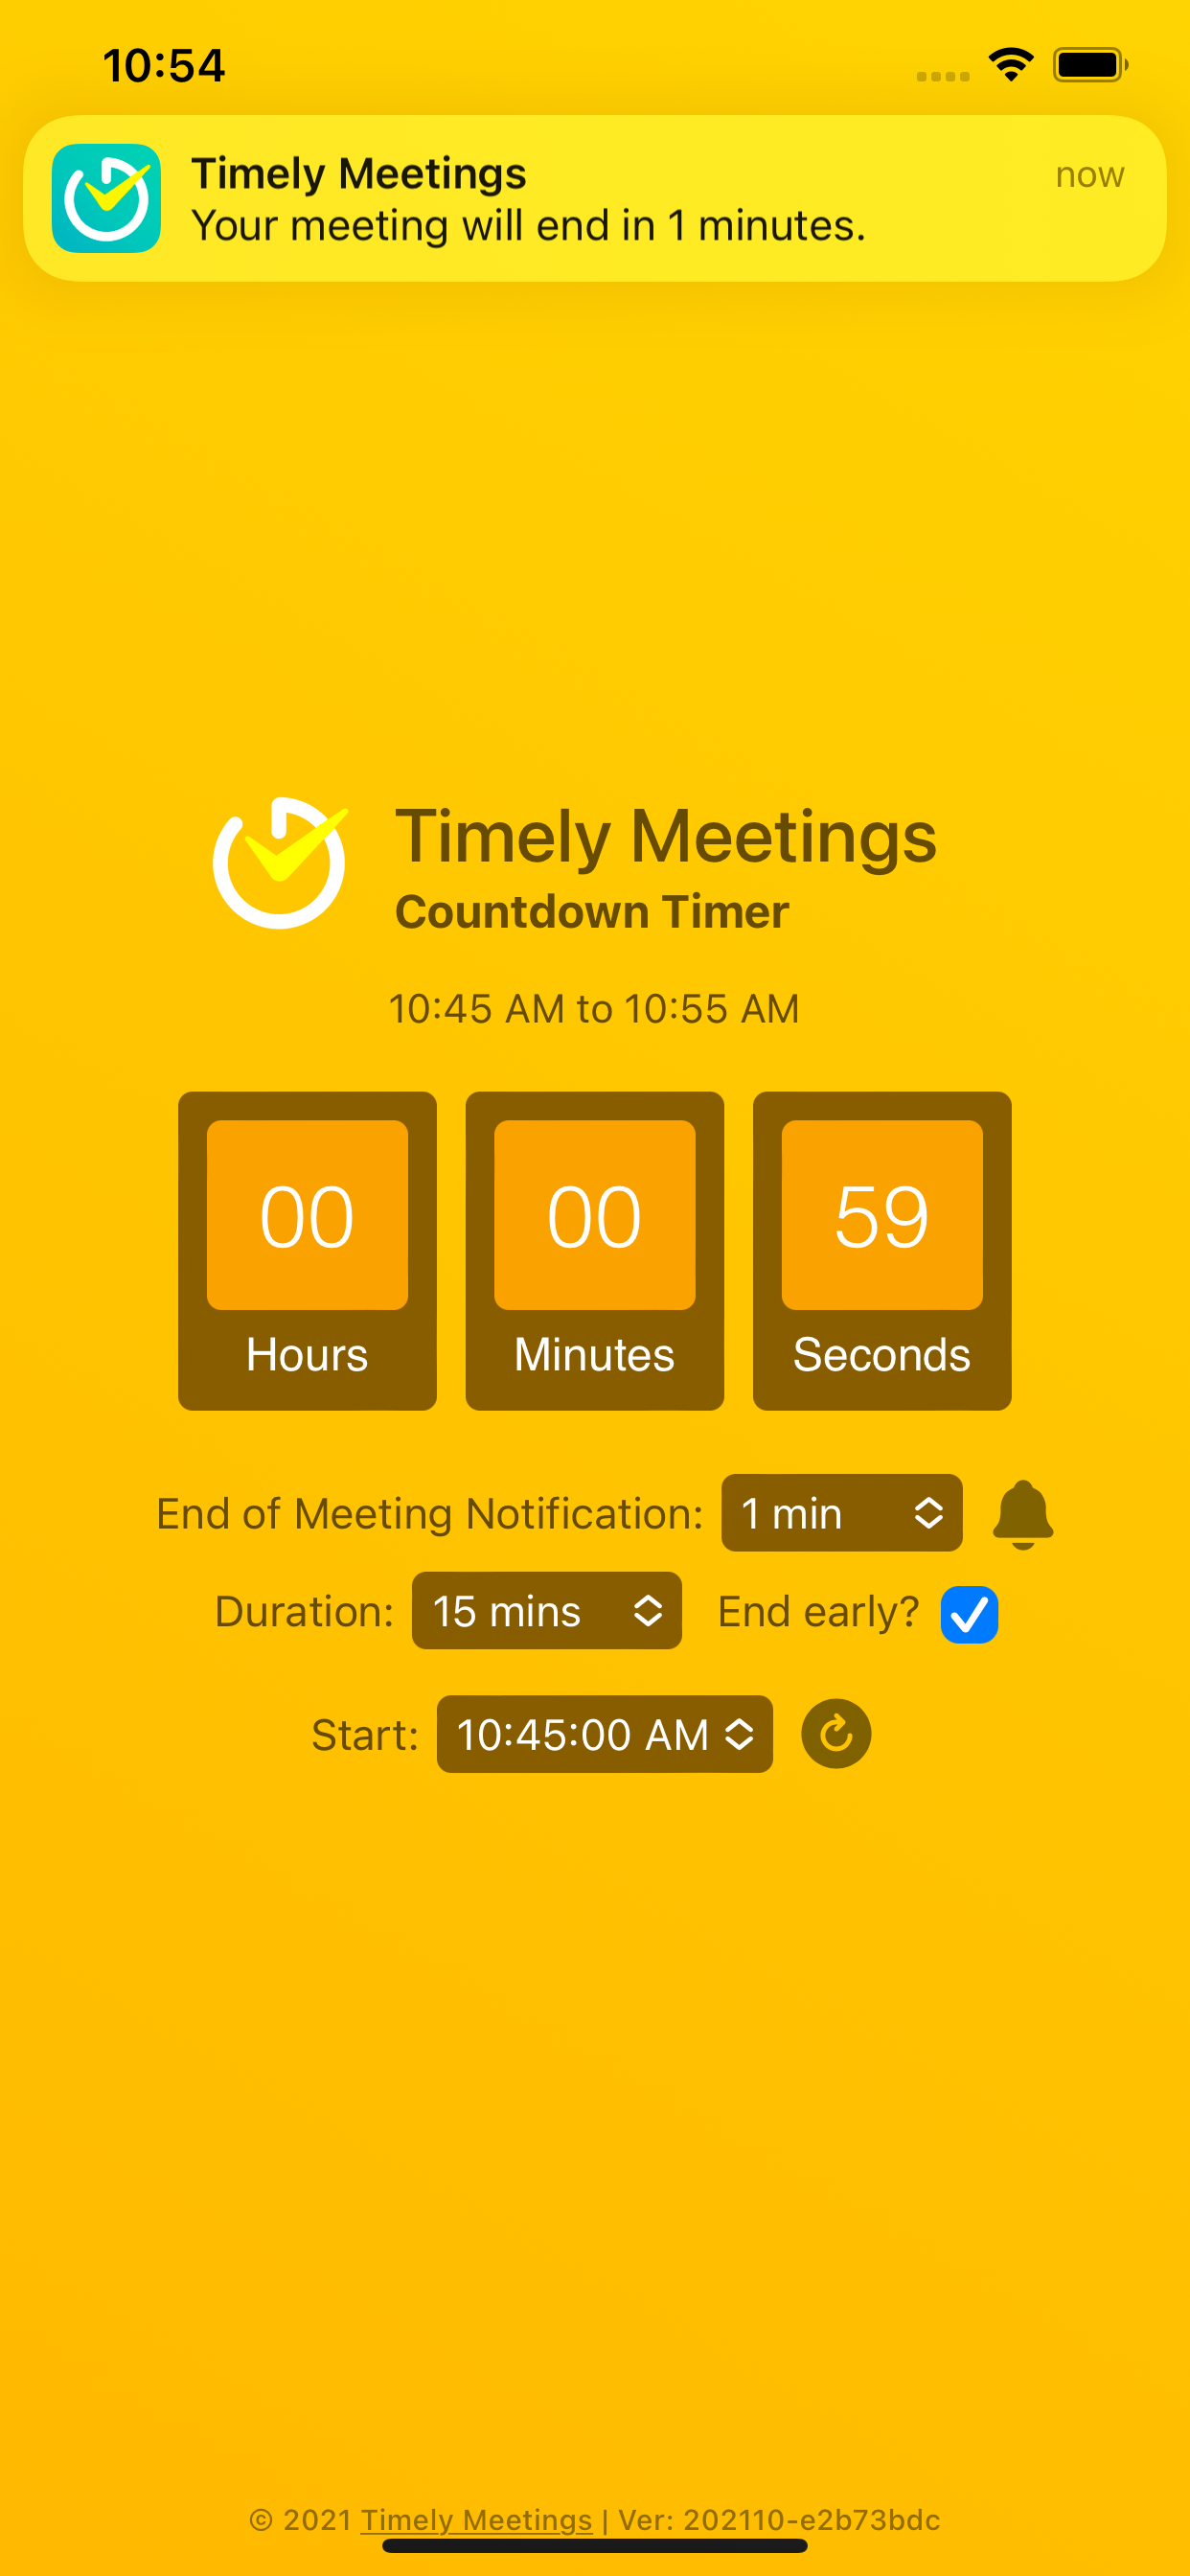 10:54
Timely Meetings now
Your meeting will end in 1 minutes.
Timely Meetings
Countdown Timer
10:45 AM to 10:55 AM
00 00 59
Hours Minutes Seconds
End of Meeting Notification: 1 min
Duration: 15 mins End early?
Start: 10:45:00 AM
© 2021 Timely Meetings | Ver: 202110-e2b73bdc